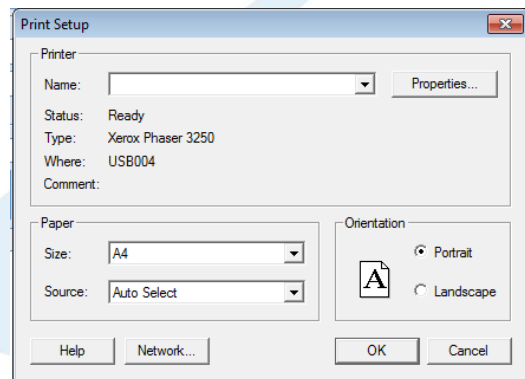 Print Setup
Printer
Name:
Properties...
Status: Ready
Type: Xerox Phaser 3250
Where: USB004
Comment:
Paper
Size: A4
Source: Auto Select
Orientation
A
Portrait
Landscape
Help Network... OK Cancel